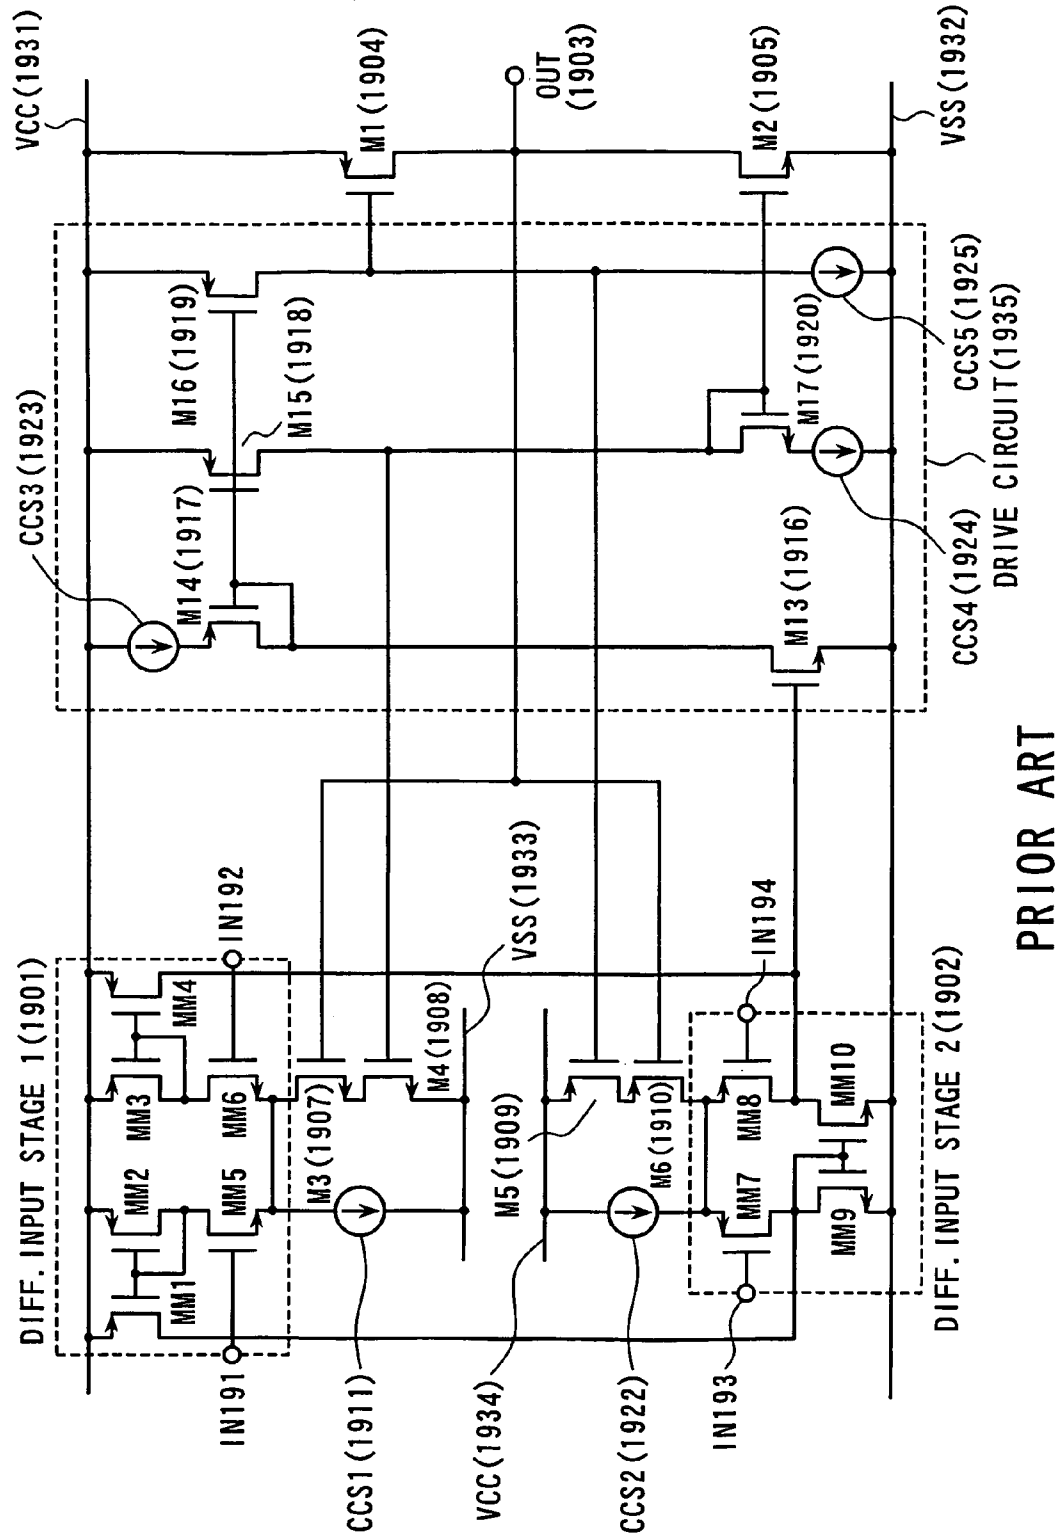 VCC(1931)
M1(1904)
OUT
(1903)
M2(1905)
VSS(1932)
CCS3(1923)
M16(1919)
M15(1918)
M14(1917)
M17(1920)
M13(1916)
CCS5(1925)
CCS4(1924)
DRIVE CIRCUIT(1935)
DIFF. INPUT STAGE 1(1901)
IN192
MM4
MM3
MM6
MM2
MM5
MM1
IN191
M3(1907)
M4(1908)
VSS(1933)
CCS1(1911)
VCC(1934)
M5(1909)
M6(1910)
CCS2(1922)
IN194
MM8
MM10
MM7
MM9
IN193
DIFF. INPUT STAGE 2(1902)
PRIOR ART